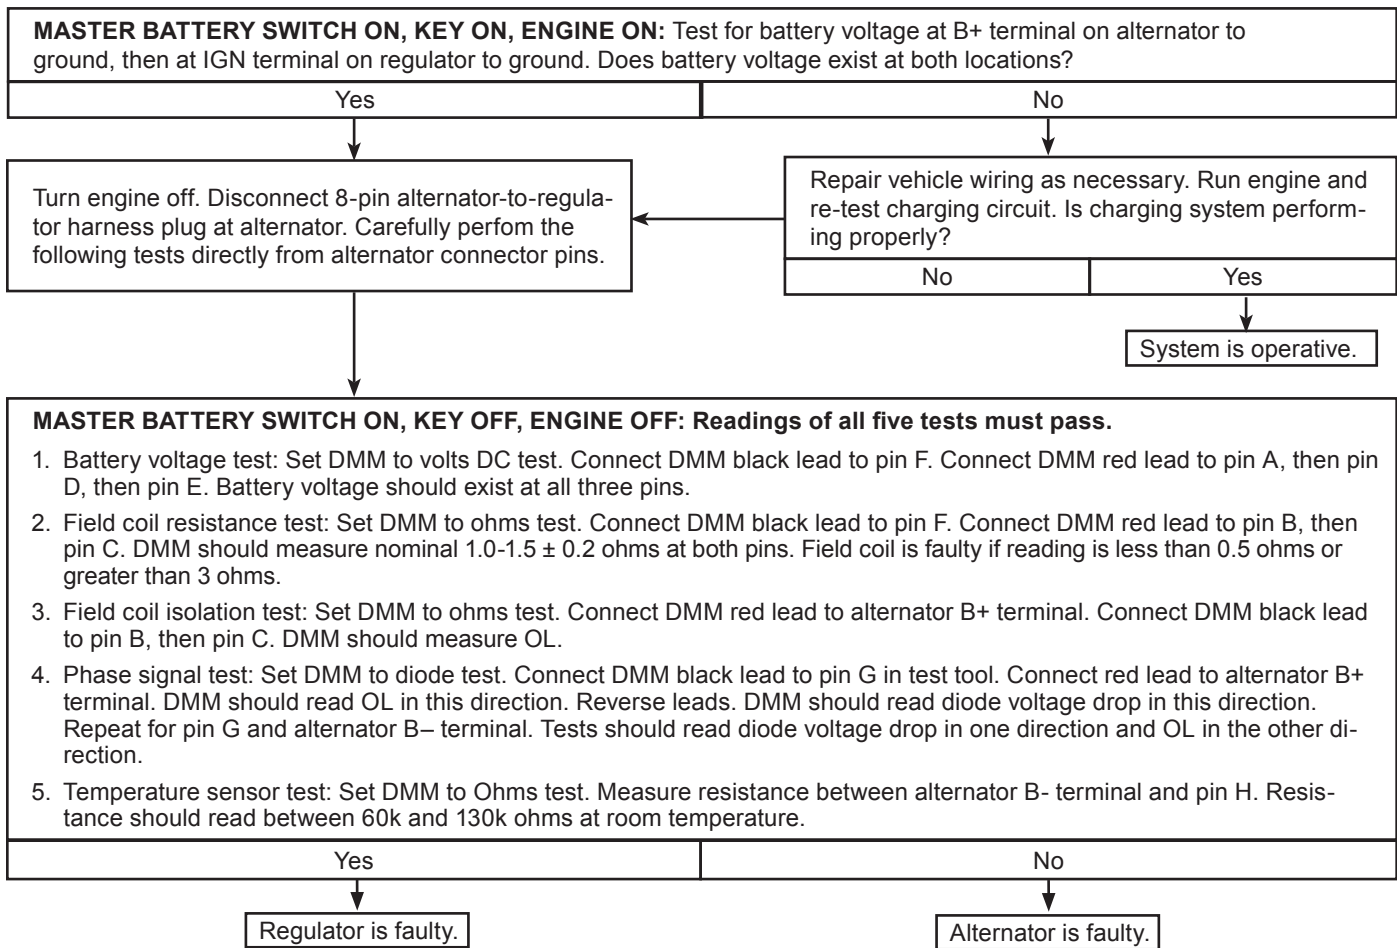 MASTER BATTERY SWITCH ON, KEY ON, ENGINE ON: Test for battery voltage at B+ terminal on alternator to
ground, then at IGN terminal on regulator to ground. Does battery voltage exist at both locations?
Yes
No
Turn engine off. Disconnect 8-pin alternator-to-regula-
tor harness plug at alternator. Carefully perfom the
following tests directly from alternator connector pins.
Repair vehicle wiring as necessary. Run engine and
re-test charging circuit. Is charging system perform-
ing properly?
No
Yes
System is operative.
MASTER BATTERY SWITCH ON, KEY OFF, ENGINE OFF: Readings of all five tests must pass.
1. Battery voltage test: Set DMM to volts DC test. Connect DMM black lead to pin F. Connect DMM red lead to pin A, then pin
D, then pin E. Battery voltage should exist at all three pins.
2. Field coil resistance test: Set DMM to ohms test. Connect DMM black lead to pin F. Connect DMM red lead to pin B, then
pin C. DMM should measure nominal 1.0-1.5 ± 0.2 ohms at both pins. Field coil is faulty if reading is less than 0.5 ohms or
greater than 3 ohms.
3. Field coil isolation test: Set DMM to ohms test. Connect DMM red lead to alternator B+ terminal. Connect DMM black lead
to pin B, then pin C. DMM should measure OL.
4. Phase signal test: Set DMM to diode test. Connect DMM black lead to pin G in test tool. Connect red lead to alternator B+
terminal. DMM should read OL in this direction. Reverse leads. DMM should read diode voltage drop in this direction.
Repeat for pin G and alternator B– terminal. Tests should read diode voltage drop in one direction and OL in the other di-
rection.
5. Temperature sensor test: Set DMM to Ohms test. Measure resistance between alternator B- terminal and pin H. Resis-
tance should read between 60k and 130k ohms at room temperature.
Yes
No
Regulator is faulty.
Alternator is faulty.